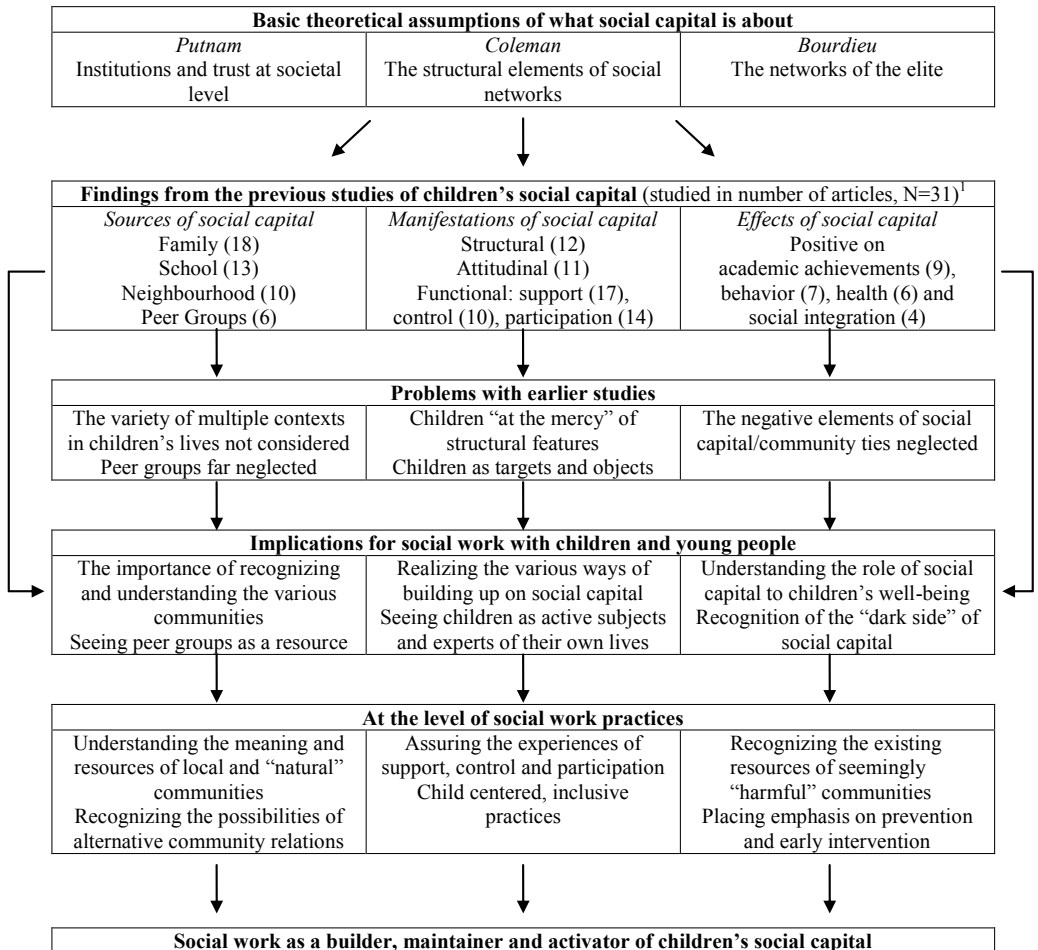 Basic theoretical assumptions of what social capital is about
Putnam
Institutions and trust at societal
level
Coleman
The structural elements of social
networks
Bourdieu
The networks of the elite
Findings from the previous studies of children's social capital (studied in number of articles, N=31)1
Sources of social capital
Family (18)
School (13)
Neighbourhood (10)
Peer Groups (6)
Manifestations of social capital
Structural (12)
Attitudinal (11)
Functional: support (17),
control (10), participation (14)
Effects of social capital
Positive on
academic achievements (9),
behavior (7), health (6) and
social integration (4)
Problems with earlier studies
The variety of multiple contexts
in children's lives not considered
Peer groups far neglected
Children "at the mercy" of
structural features
Children as targets and objects
The negative elements of social
capital/community ties neglected
Implications for social work with children and young people
The importance of recognizing
and understanding the various
communities
Seeing peer groups as a resource
Realizing the various ways of
building up on social capital
Seeing children as active subjects
and experts of their own lives
Understanding the role of social
capital to children's well-being
Recognition of the "dark side" of
social capital
At the level of social work practices
Understanding the meaning and
resources of local and "natural"
communities
Recognizing the possibilities of
alternative community relations
Assuring the experiences of
support, control and participation
Child centered, inclusive
practices
Recognizing the existing
resources of seemingly
"harmful" communities
Placing emphasis on prevention
and early intervention
Social work as a builder, maintainer and activator of children's social capital